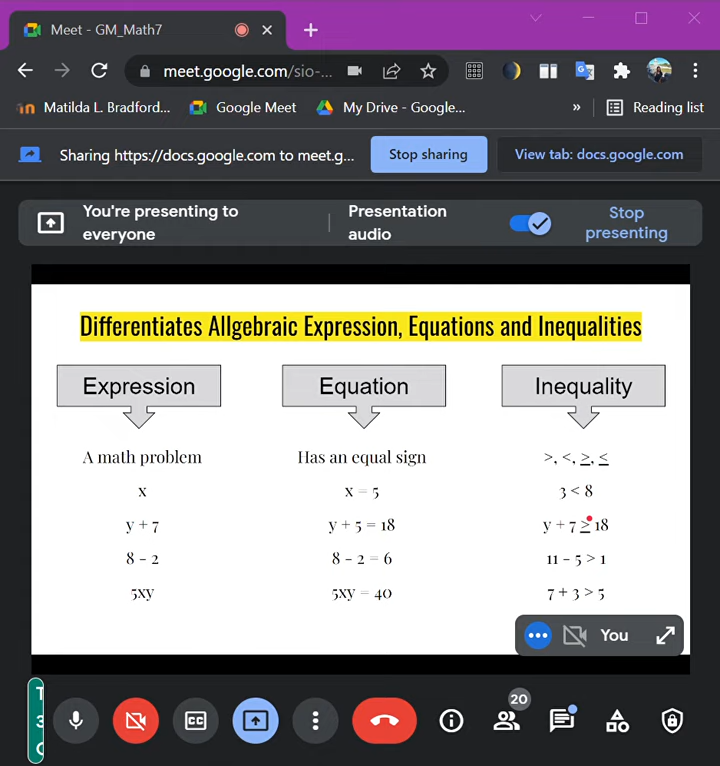 Meet - GM_Math7
meet.google.com/sio-...
Matilda L. Bradford... Google Meet My Drive - Google... » Reading list
Sharing https://docs.google.com to meet.g... Stop sharing View tab: docs.google.com
You're presenting to everyone
Presentation audio
Stop presenting
Differentiates Allgebraic Expression, Equations and Inequalities
Expression Equation Inequality
A math problem Has an equal sign >, <, ≥, ≤
x x = 5 3 < 8
y + 7 y + 5 = 18 y + 7 ≥ 18
8 - 2 8 - 2 = 6 11 - 5 > 1
5xy 5xy = 40 7 + 3 > 5
You
20
T
3
CC